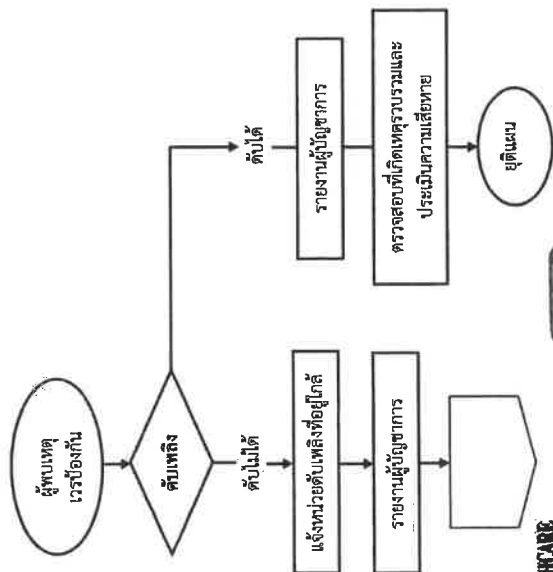 ผู้พบเหตุ
เวรป้องกัน
ดับเพลิง
ดับไม่ได้
แจ้งหน่วยดับเพลิงที่อยู่ใกล้
รายงานผู้บัญชาการ
ดับได้
รายงานผู้บัญชาการ
ตรวจสอบที่เกิดเหตุรวบรวมและ
ประเมินความเสียหาย
ยุติแผน